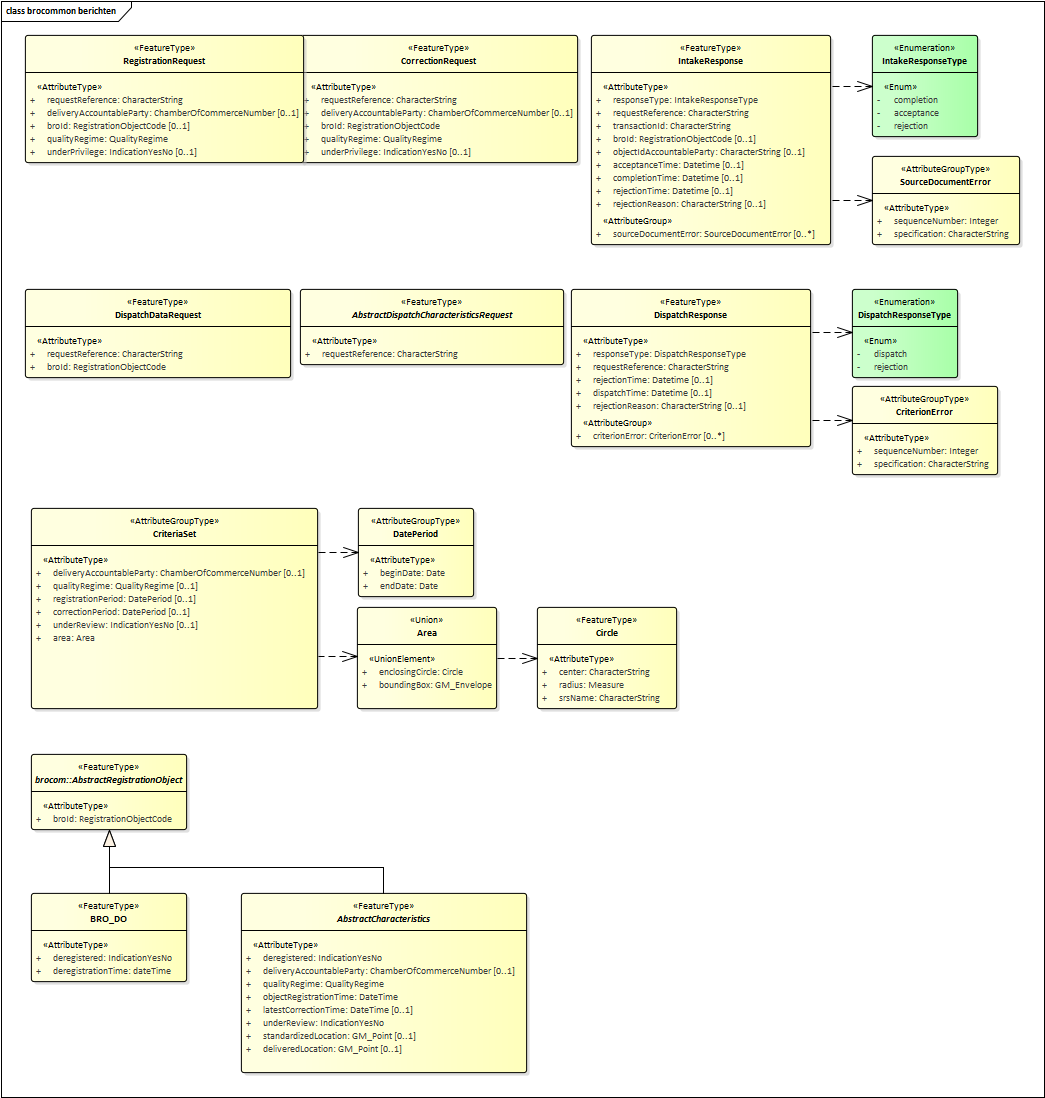 class brocommon berichten
«FeatureType»
RegistrationRequest
«AttributeType»
+ requestReference: CharacterString
+ deliveryAccountableParty: ChamberOfCommerceNumber [0..1]
+ broId: RegistrationObjectCode [0..1]
+ qualityRegime: QualityRegime
+ underPrivilege: IndicationYesNo [0..1]
«FeatureType»
CorrectionRequest
«AttributeType»
+ requestReference: CharacterString
+ deliveryAccountableParty: ChamberOfCommerceNumber [0..1]
+ broId: RegistrationObjectCode
+ qualityRegime: QualityRegime
+ underPrivilege: IndicationYesNo [0..1]
«FeatureType»
IntakeResponse
«AttributeType»
+ responseType: IntakeResponseType
+ requestReference: CharacterString
+ transactionId: CharacterString
+ broId: RegistrationObjectCode [0..1]
+ objectIdAccountableParty: CharacterString [0..1]
+ acceptanceTime: Datetime [0..1]
+ completionTime: Datetime [0..1]
+ rejectionTime: Datetime [0..1]
+ rejectionReason: CharacterString [0..1]
«AttributeGroup»
+ sourceDocumentError: SourceDocumentError [0..*]
«Enumeration»
IntakeResponseType
«Enum»
- completion
- acceptance
- rejection
«AttributeGroupType»
SourceDocumentError
«AttributeType»
+ sequenceNumber: Integer
+ specification: CharacterString
«FeatureType»
DispatchDataRequest
«AttributeType»
+ requestReference: CharacterString
+ broId: RegistrationObjectCode
«FeatureType»
AbstractDispatchCharacteristicsRequest
«AttributeType»
+ requestReference: CharacterString
«FeatureType»
DispatchResponse
«AttributeType»
+ responseType: DispatchResponseType
+ requestReference: CharacterString
+ rejectionTime: Datetime [0..1]
+ dispatchTime: Datetime [0..1]
+ rejectionReason: CharacterString [0..1]
«AttributeGroup»
+ criterionError: CriterionError [0..*]
«Enumeration»
DispatchResponseType
«Enum»
- dispatch
- rejection
«AttributeGroupType»
CriterionError
«AttributeType»
+ sequenceNumber: Integer
+ specification: CharacterString
«AttributeGroupType»
CriteriaSet
«AttributeType»
+ deliveryAccountableParty: ChamberOfCommerceNumber [0..1]
+ qualityRegime: QualityRegime [0..1]
+ registrationPeriod: DatePeriod [0..1]
+ correctionPeriod: DatePeriod [0..1]
+ underReview: IndicationYesNo [0..1]
+ area: Area
«AttributeGroupType»
DatePeriod
«AttributeType»
+ beginDate: Date
+ endDate: Date
«Union»
Area
«UnionElement»
+ enclosingCircle: Circle
+ boundingBox: GM_Envelope
«FeatureType»
Circle
«AttributeType»
+ center: CharacterString
+ radius: Measure
+ srsName: CharacterString
«FeatureType»
brocom::AbstractRegistrationObject
«AttributeType»
+ broId: RegistrationObjectCode
«FeatureType»
BRO_DO
«AttributeType»
+ deregistered: IndicationYesNo
+ deregistrationTime: dateTime
«FeatureType»
AbstractCharacteristics
«AttributeType»
+ deregistered: IndicationYesNo
+ deliveryAccountableParty: ChamberOfCommerceNumber [0..1]
+ qualityRegime: QualityRegime
+ objectRegistrationTime: DateTime
+ latestCorrectionTime: DateTime [0..1]
+ underReview: IndicationYesNo
+ standardizedLocation: GM_Point [0..1]
+ deliveredLocation: GM_Point [0..1]